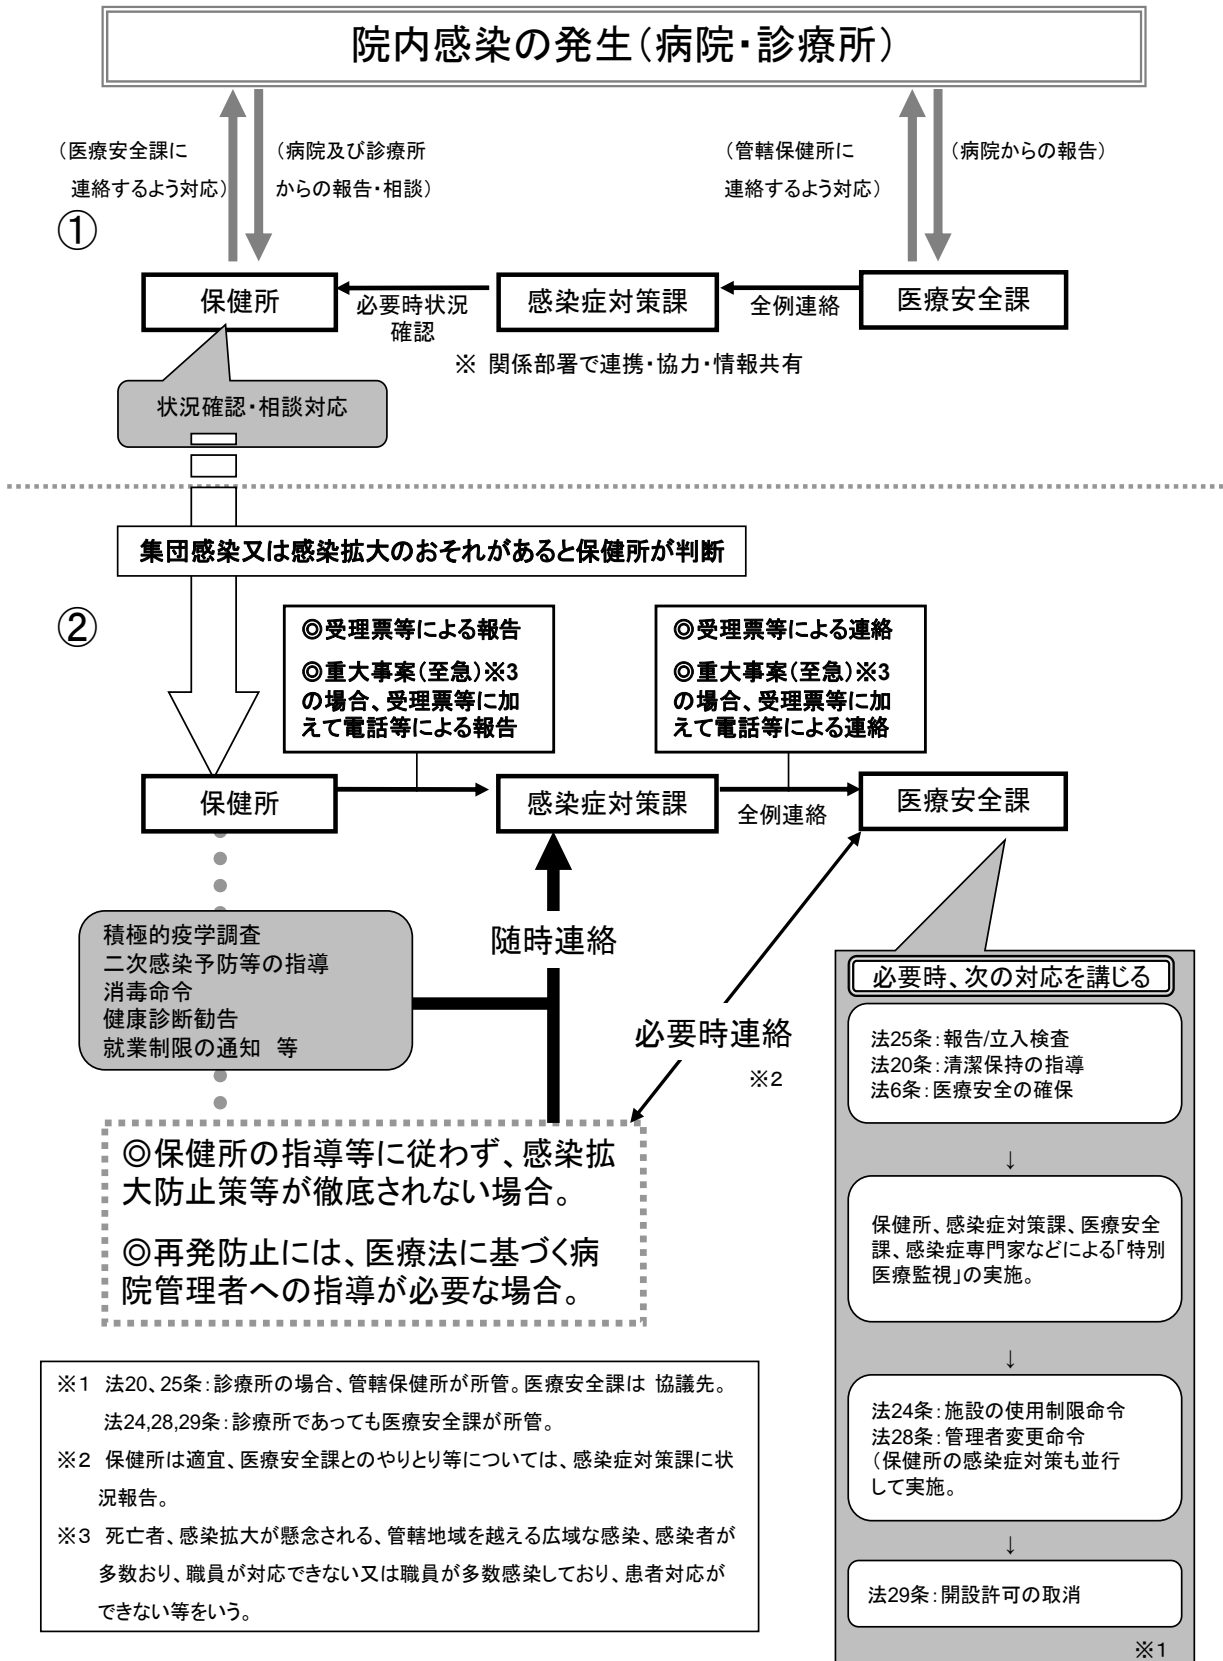 院内感染の発生(病院・診療所)
(医療安全課に
連絡するよう対応)
(病院及び診療所
からの報告・相談)
(管轄保健所に
連絡するよう対応)
(病院からの報告)
①
保健所
必要時状況
確認
感染症対策課
全例連絡
医療安全課
※ 関係部署で連携・協力・情報共有
状況確認・相談対応
集団感染又は感染拡大のおそれがあると保健所が判断
②
◎受理票等による報告
◎重大事案(至急)※3
の場合、受理票等に加
えて電話等による報告
◎受理票等による連絡
◎重大事案(至急)※3
の場合、受理票等に加
えて電話等による連絡
保健所
感染症対策課
全例連絡
医療安全課
積極的疫学調査
二次感染予防等の指導
消毒命令
健康診断勧告
就業制限の通知 等
随時連絡
必要時連絡
※2
◎保健所の指導等に従わず、感染拡
大防止策等が徹底されない場合。
◎再発防止には、医療法に基づく病
院管理者への指導が必要な場合。
必要時、次の対応を講じる
法25条:報告/立入検査
法20条:清潔保持の指導
法6条:医療安全の確保
↓
保健所、感染症対策課、医療安全
課、感染症専門家などによる「特別
医療監視」の実施。
↓
法24条:施設の使用制限命令
法28条:管理者変更命令
(保健所の感染症対策も並行
して実施。
↓
法29条:開設許可の取消
※1
※1 法20、25条:診療所の場合、管轄保健所が所管。医療安全課は 協議先。
法24,28,29条:診療所であっても医療安全課が所管。
※2 保健所は適宜、医療安全課とのやりとり等については、感染症対策課に状
況報告。
※3 死亡者、感染拡大が懸念される、管轄地域を越える広域な感染、感染者が
多数おり、職員が対応できない又は職員が多数感染しており、患者対応が
できない等をいう。